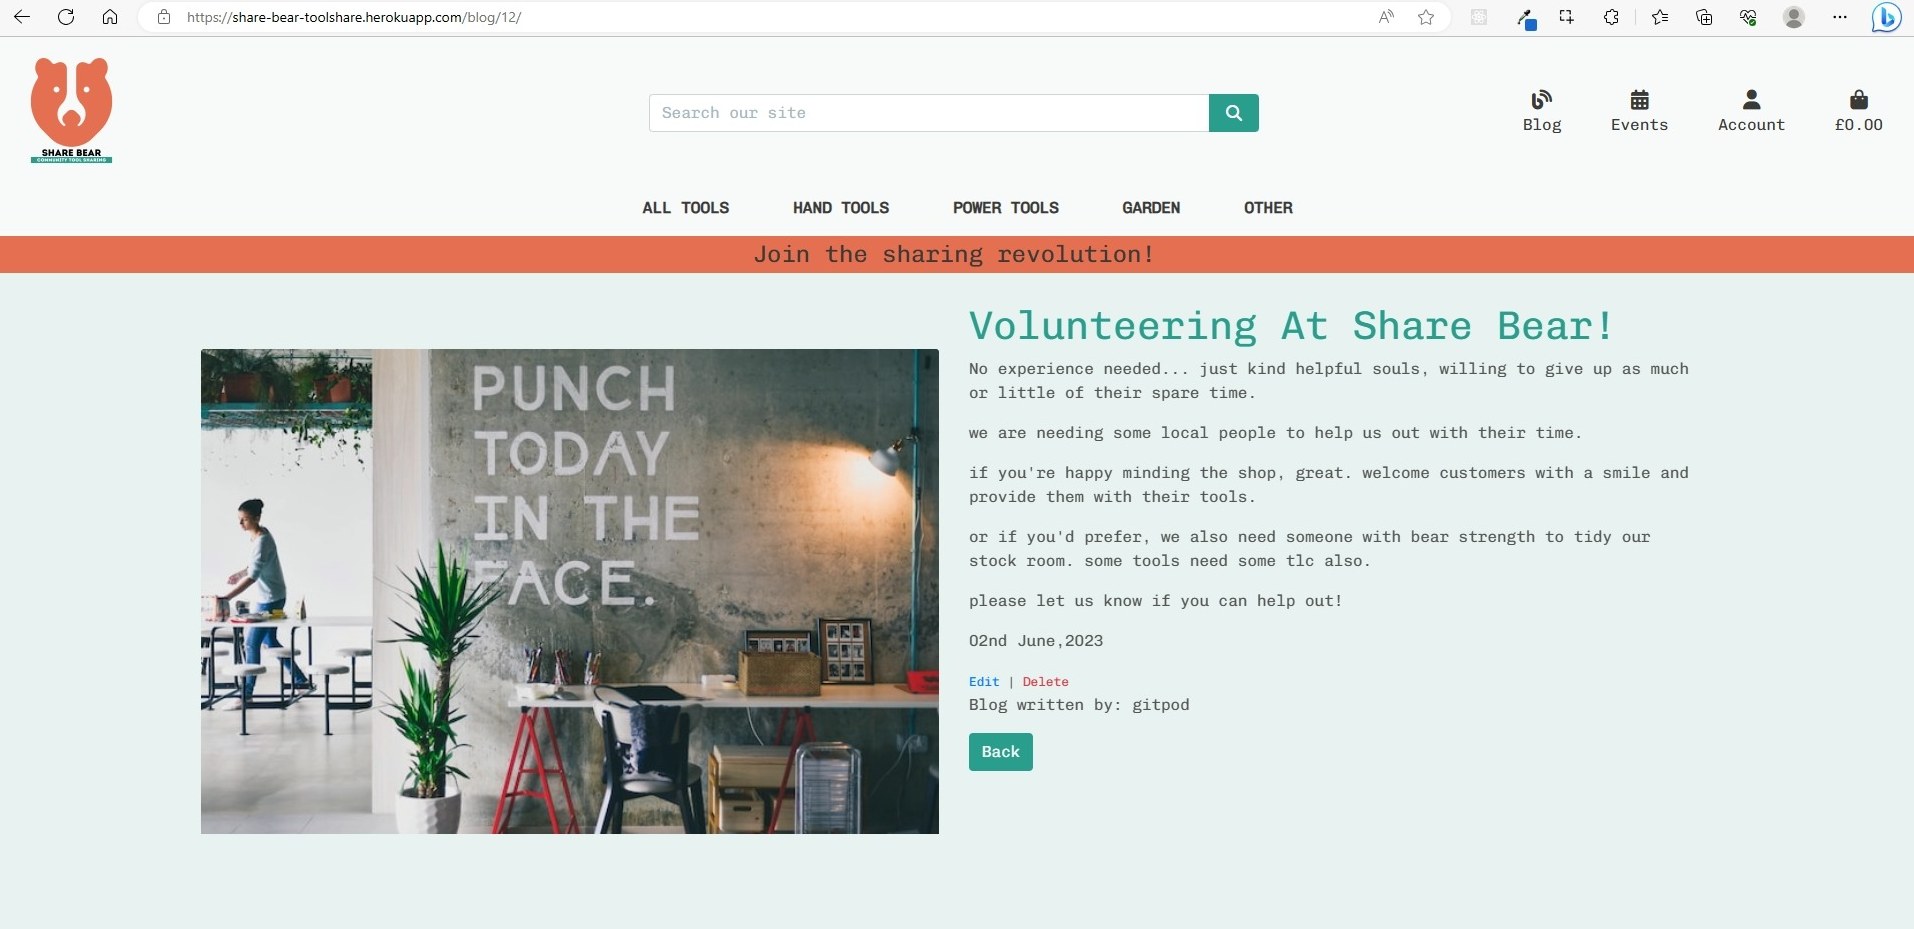 https://share-bear-toolshare.herokuapp.com/blog/12/
SHARE BEAR
COMMUNITY TOOL SHARING
Search our site
Blog
Events
Account
£0.00
ALL TOOLS
HAND TOOLS
POWER TOOLS
GARDEN
OTHER
Join the sharing revolution!
PUNCH
TODAY
IN THE
FACE.
Volunteering At Share Bear!
No experience needed... just kind helpful souls, willing to give up as much
or little of their spare time.
we are needing some local people to help us out with their time.
if you're happy minding the shop, great. welcome customers with a smile and
provide them with their tools.
or if you'd prefer, we also need someone with bear strength to tidy our
stock room. some tools need some tlc also.
please let us know if you can help out!
02nd June,2023
Edit | Delete
Blog written by: gitpod
Back